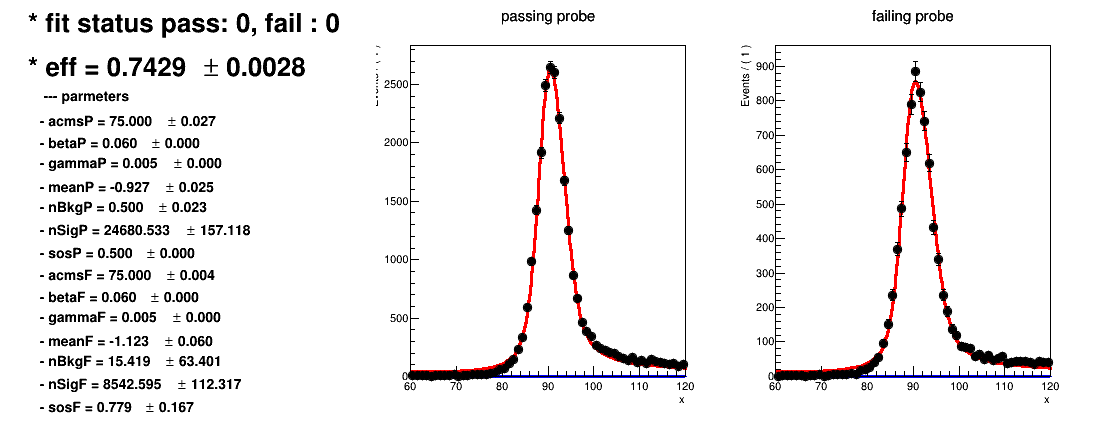 * fit status pass: 0, fail : 0
* eff = 0.7429 ± 0.0028
--- parmeters
- acmsP = 75.000 ± 0.027
- betaP = 0.060 ± 0.000
- gammaP = 0.005 ± 0.000
- meanP = -0.927 ± 0.025
- nBkgP = 0.500 ± 0.023
- nSigP = 24680.533 ± 157.118
- sosP = 0.500 ± 0.000
- acmsF = 75.000 ± 0.004
- betaF = 0.060 ± 0.000
- gammaF = 0.005 ± 0.000
- meanF = -1.123 ± 0.060
- nBkgF = 15.419 ± 63.401
- nSigF = 8542.595 ± 112.317
- sosF = 0.779 ± 0.167
passing probe
2500
2000
1500
1000
500
0
60 70 80 90 100 110 120
x
failing probe
Events / ( 1 )
900
800
700
600
500
400
300
200
100
0
60 70 80 90 100 110 120
x